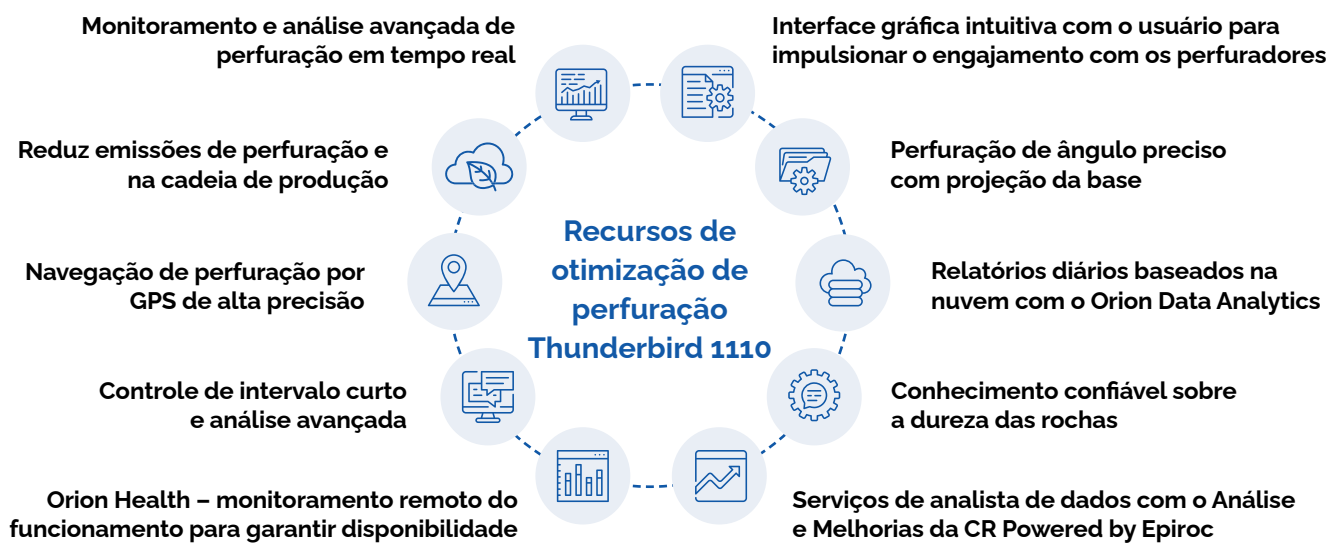 Monitoramento e análise avançada de
perfuração em tempo real
Interface gráfica intuitiva com o usuário para
impulsionar o engajamento com os perfuradores
Reduz emissões de perfuração e
na cadeia de produção
Perfuração de ângulo preciso
com projeção da base
Recursos de
otimização de
perfuração
Thunderbird 1110
Navegação de perfuração por
GPS de alta precisão
Relatórios diários baseados na
nuvem com o Orion Data Analytics
Controle de intervalo curto
e análise avançada
Conhecimento confiável sobre
a dureza das rochas
Orion Health – monitoramento remoto do
funcionamento para garantir disponibilidade
Serviços de analista de dados com o Análise
e Melhorias da CR Powered by Epiroc